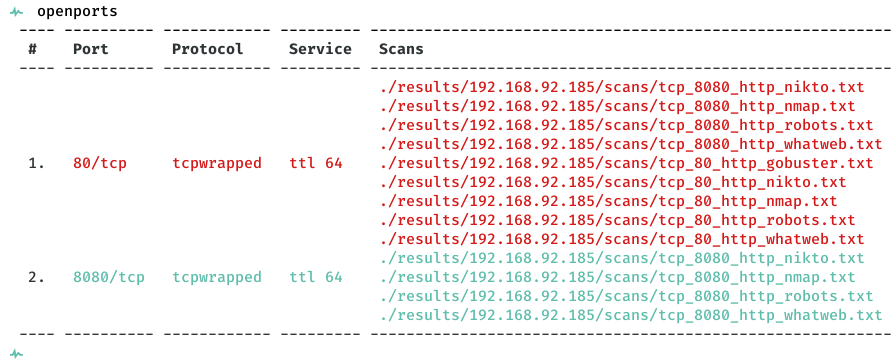 openports
---- ---------- ------------ --------- ----------------------------------------------------------
# Port Protocol Service Scans
---- ---------- ------------ --------- ----------------------------------------------------------
./results/192.168.92.185/scans/tcp_8080_http_nikto.txt
./results/192.168.92.185/scans/tcp_8080_http_nmap.txt
./results/192.168.92.185/scans/tcp_8080_http_robots.txt
./results/192.168.92.185/scans/tcp_8080_http_whatweb.txt
1. 80/tcp tcpwrapped ttl 64 ./results/192.168.92.185/scans/tcp_80_http_gobuster.txt
./results/192.168.92.185/scans/tcp_80_http_nikto.txt
./results/192.168.92.185/scans/tcp_80_http_nmap.txt
./results/192.168.92.185/scans/tcp_80_http_robots.txt
./results/192.168.92.185/scans/tcp_80_http_whatweb.txt
./results/192.168.92.185/scans/tcp_8080_http_nikto.txt
2. 8080/tcp tcpwrapped ttl 64 ./results/192.168.92.185/scans/tcp_8080_http_nmap.txt
./results/192.168.92.185/scans/tcp_8080_http_robots.txt
./results/192.168.92.185/scans/tcp_8080_http_whatweb.txt
---- ---------- ------------ --------- ----------------------------------------------------------